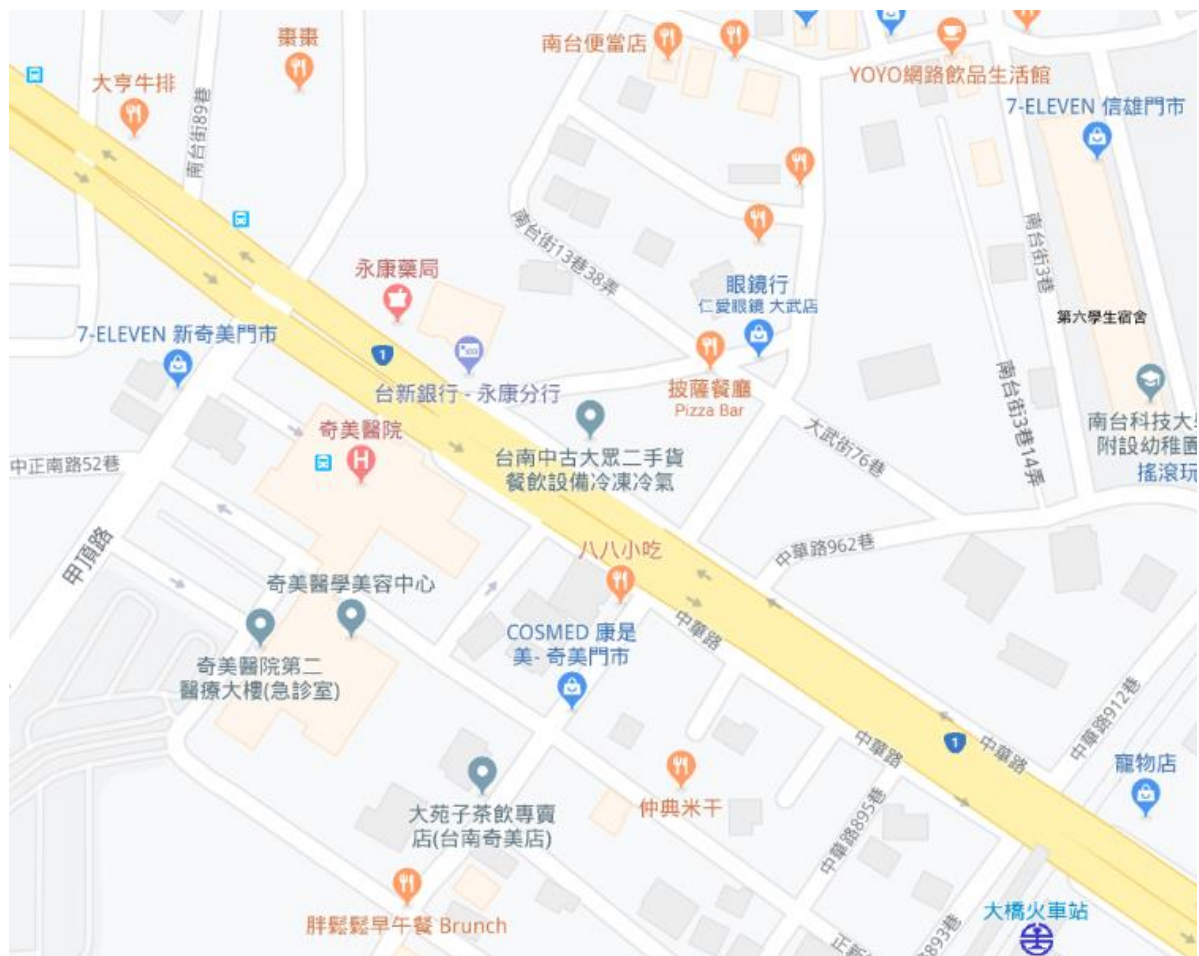 棗棗
大亨牛排
南台街89巷
南台便當店
YOYO網路飲品生活館
7-ELEVEN 信雄門市
南台街13巷38弄
南台街3巷
永康藥局
眼鏡行
仁愛眼鏡 大武店
第六學生宿舍
7-ELEVEN 新奇美門市
1
台新銀行 - 永康分行
披薩餐廳
Pizza Bar
南台街3巷14弄
奇美醫院
H
中正南路52巷
台南中古大眾二手貨
餐飲設備冷凍冷氣
大武街76巷
南台科技大
附設幼稚園
搖滾玩
甲頂路
八八小吃
中華路962巷
奇美醫學美容中心
中華路
COSMED 康是
美- 奇美門市
奇美醫院第二
醫療大樓(急診室)
中華路
1
中華路
中華路912巷
寵物店
仲典米干
大苑子茶飲專賣
店(台南奇美店)
中華路895巷
胖鬆鬆早午餐 Brunch
大橋火車站
893巷
正新